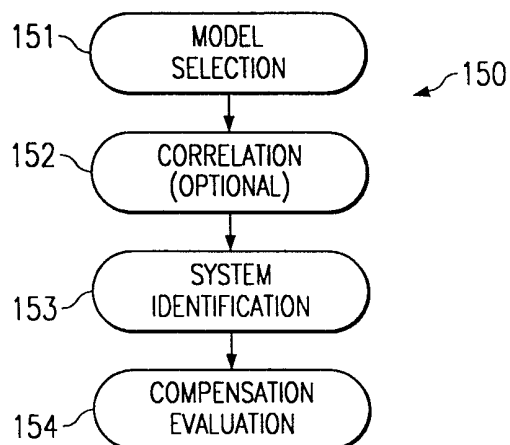 151
MODEL
SELECTION
150
152
CORRELATION
(OPTIONAL)
153
SYSTEM
IDENTIFICATION
154
COMPENSATION
EVALUATION